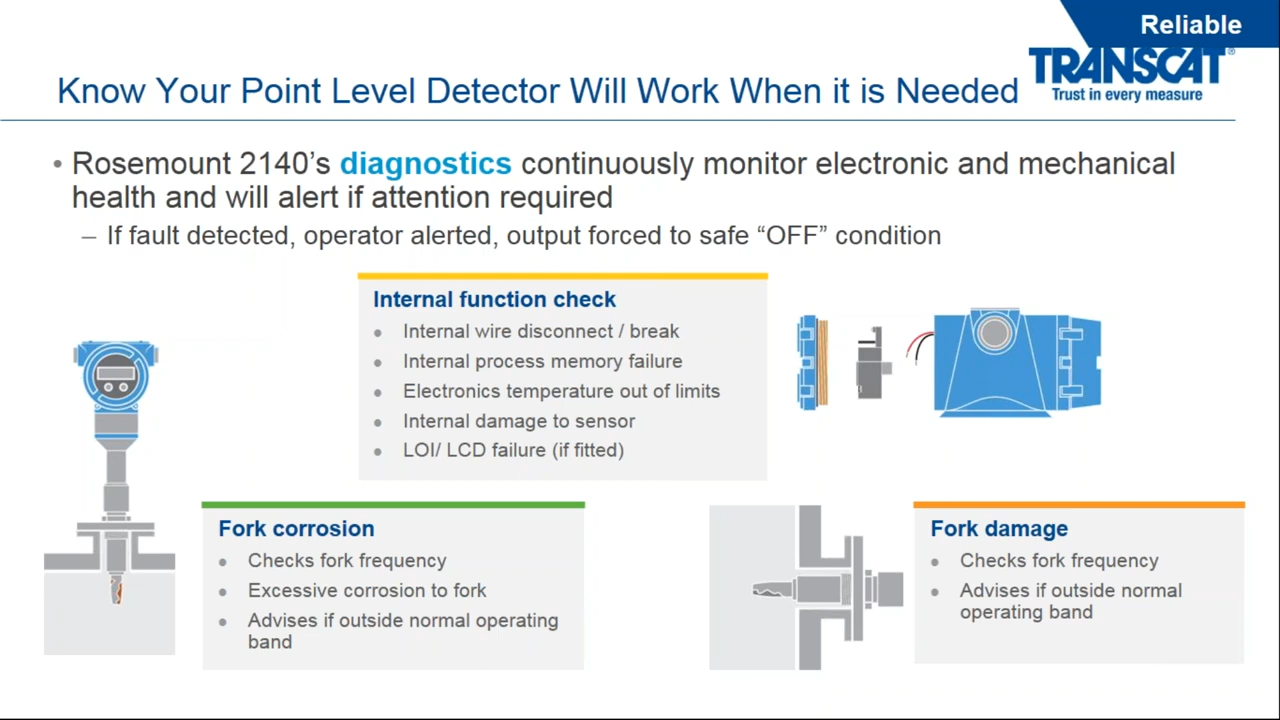 Reliable
TRANSCAT®
Trust in every measure
Know Your Point Level Detector Will Work When it is Needed
• Rosemount 2140’s diagnostics continuously monitor electronic and mechanical
health and will alert if attention required
– If fault detected, operator alerted, output forced to safe “OFF” condition
Internal function check
• Internal wire disconnect / break
• Internal process memory failure
• Electronics temperature out of limits
• Internal damage to sensor
• LOI/ LCD failure (if fitted)
Fork corrosion
• Checks fork frequency
• Excessive corrosion to fork
• Advises if outside normal operating
band
Fork damage
• Checks fork frequency
• Advises if outside normal
operating band